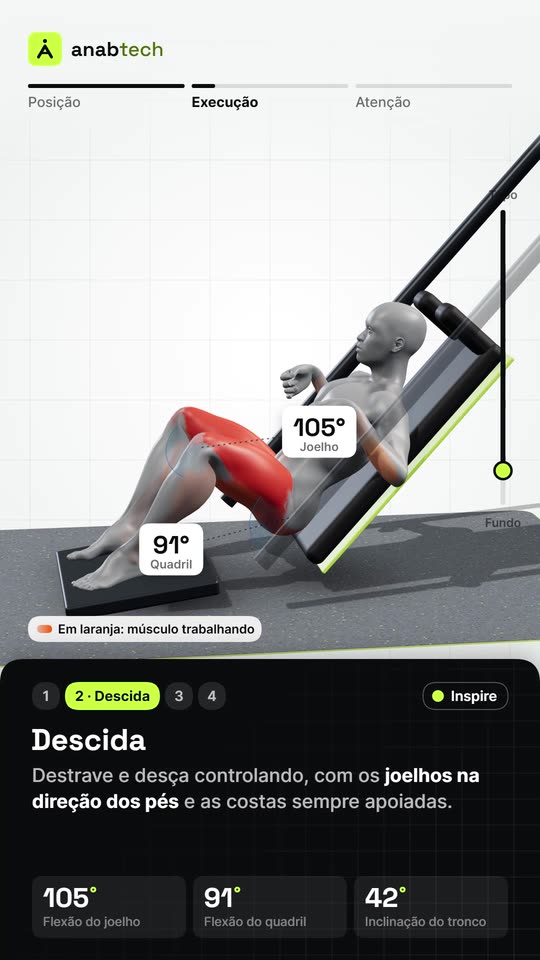 anabtech
Posição
Execução
Atenção
105°
Joelho
91°
Quadril
Fundo
Em laranja: músculo trabalhando
1
2 · Descida
3
4
Inspire
Descida
Destrave e desça controlando, com os joelhos na
direção dos pés e as costas sempre apoiadas.
105°
91°
42°
Flexão do joelho
Flexão do quadril
Inclinação do tronco